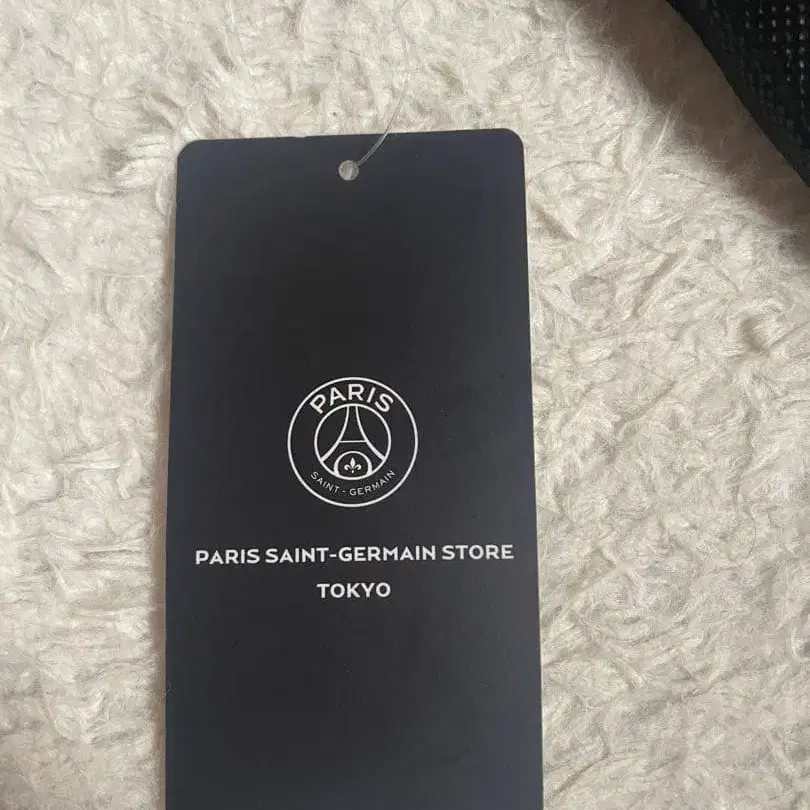 PARIS
SAINT-GERMAIN
PARIS SAINT-GERMAIN STORE
TOKYO